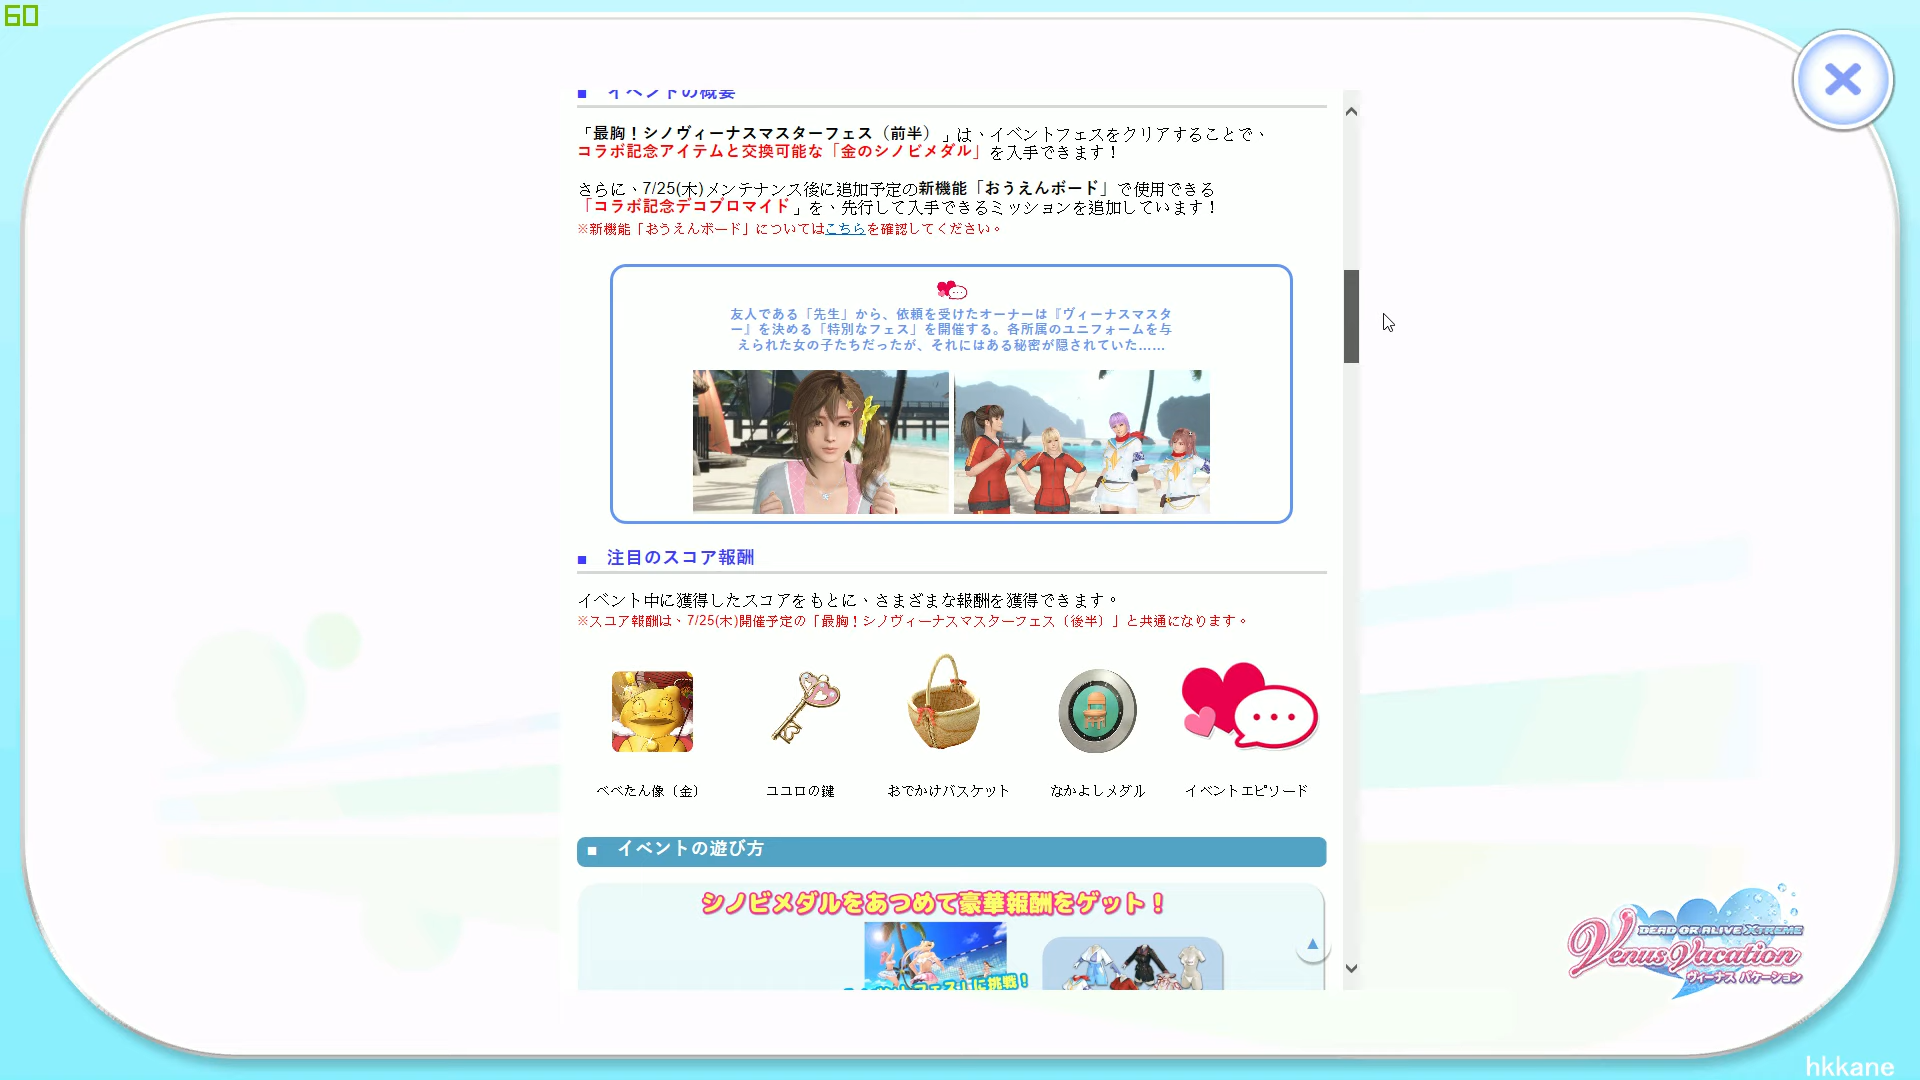 60
■ イベントの概要
「最胸！シノヴィーナスマスターフェス（前半）」は、イベントフェスをクリアすることで、
コラボ記念アイテムと交換可能な「金のシノビメダル」を入手できます！
さらに、7/25(木)メンテナンス後に追加予定の新機能「おうえんボード」で使用できる
「コラボ記念デコブロマイド」を、先行して入手できるミッションを追加しています！
※新機能「おうえんボード」についてはこちらを確認してください。
友人である「先生」から、依頼を受けたオーナーは『ヴィーナスマスタ
ー』を決める「特別なフェス」を開催する。各所属のユニフォームを与
えられた女の子たちだったが、それにはある秘密が隠されていた……
■ 注目のスコア報酬
イベント中に獲得したスコアをもとに、さまざまな報酬を獲得できます。
※スコア報酬は、7/25(木)開催予定の「最胸！シノヴィーナスマスターフェス（後半）」と共通になります。
べべたん像（金） ユユロの鍵 おでかけバスケット なかよしメダル イベントエピソード
■ イベントの遊び方
シノビメダルをあつめて豪華報酬をゲット！
に挑戦！
DEAD OR ALIVE XTREME
Venus Vacation
ヴィーナス バケーション
hkkane